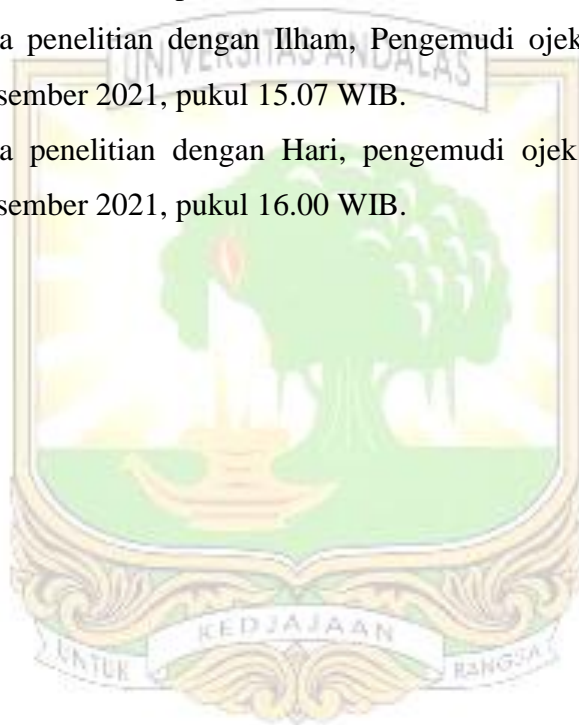 a penelitian dengan Ilham, Pengemudi ojek
sember 2021, pukul 15.07 WIB.
a penelitian dengan Hari, pengemudi ojek
sember 2021, pukul 16.00 WIB.
UNIVERSITAS ANDALAS
UNTUK KEDJAJAAN BANGSA